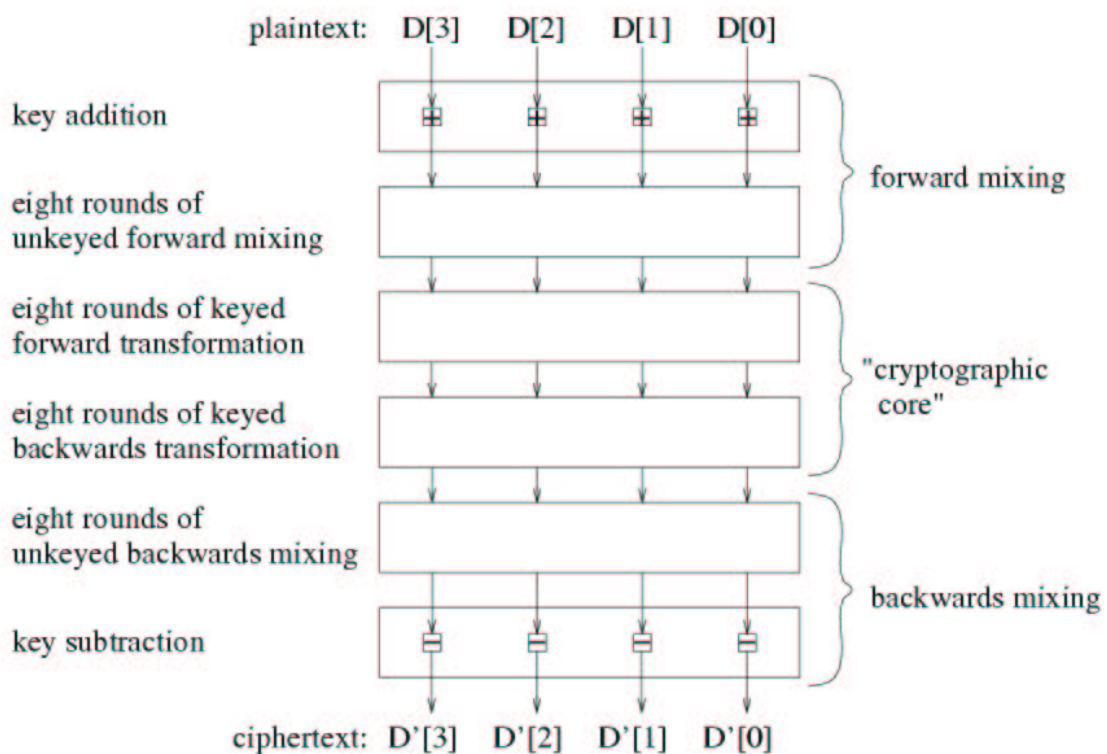 plaintext: D[3] D[2] D[1] D[0]
key addition
forward mixing
eight rounds of
unkeyed forward mixing
eight rounds of keyed
forward transformation
"cryptographic
core"
eight rounds of keyed
backwards transformation
eight rounds of
unkeyed backwards mixing
backwards mixing
key subtraction
ciphertext: D'[3] D'[2] D'[1] D'[0]